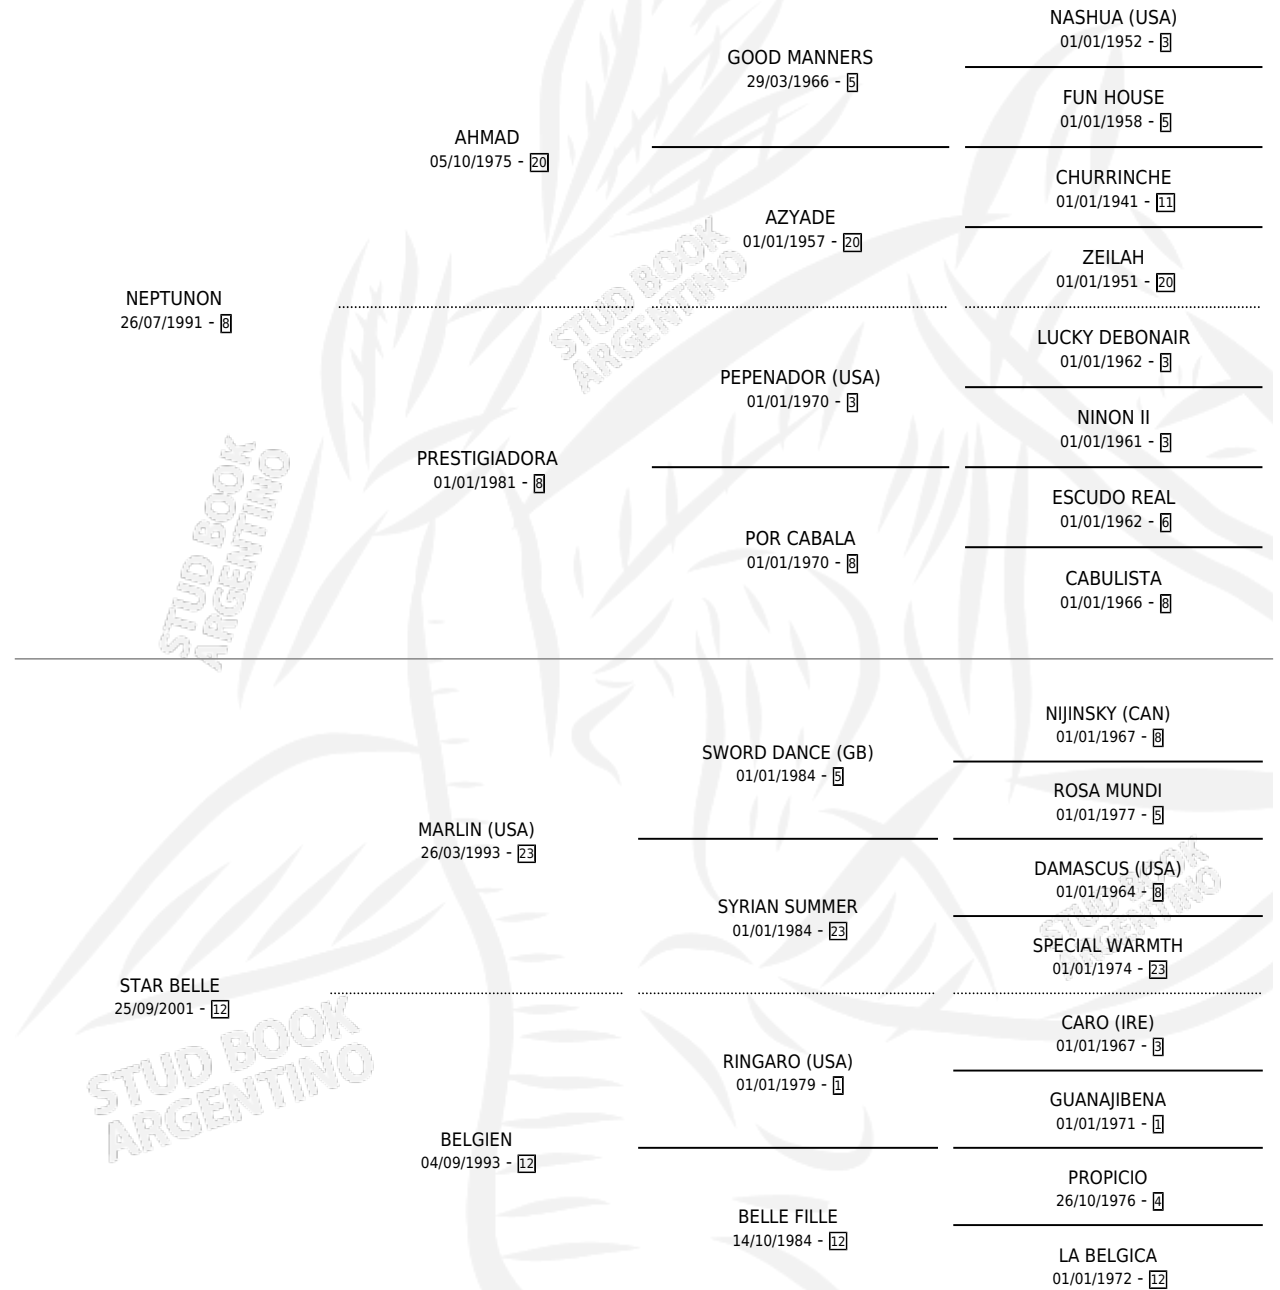 NASHUA (USA)
01/01/1952 - 3
GOOD MANNERS
29/03/1966 - 5
FUN HOUSE
01/01/1958 - 5
AHMAD
05/10/1975 - 20
CHURRINCHE
01/01/1941 - 11
AZYADE
01/01/1957 - 20
ZEILAH
01/01/1951 - 20
NEPTUNON
26/07/1991 - 8
LUCKY DEBONAIR
01/01/1962 - 3
PEPENADOR (USA)
01/01/1970 - 3
NINON II
01/01/1961 - 3
PRESTIGIADORA
01/01/1981 - 8
ESCUDO REAL
01/01/1962 - 6
POR CABALA
01/01/1970 - 8
CABULISTA
01/01/1966 - 8
NIJINSKY (CAN)
01/01/1967 - 8
SWORD DANCE (GB)
01/01/1984 - 5
ROSA MUNDI
01/01/1977 - 5
MARLIN (USA)
26/03/1993 - 23
DAMASCUS (USA)
01/01/1964 - 8
SYRIAN SUMMER
01/01/1984 - 23
SPECIAL WARMTH
01/01/1974 - 23
STAR BELLE
25/09/2001 - 12
CARO (IRE)
01/01/1967 - 3
RINGARO (USA)
01/01/1979 - 1
GUANAJIBENA
01/01/1971 - 1
BELGIEN
04/09/1993 - 12
PROPICIO
26/10/1976 - 4
BELLE FILLE
14/10/1984 - 12
LA BELGICA
01/01/1972 - 12
STUD BOOK
ARGENTINO
STUD BOOK
ARGENTINO
STUD BOOK
ARGENTINO
STUD BOOK
ARGENTINO